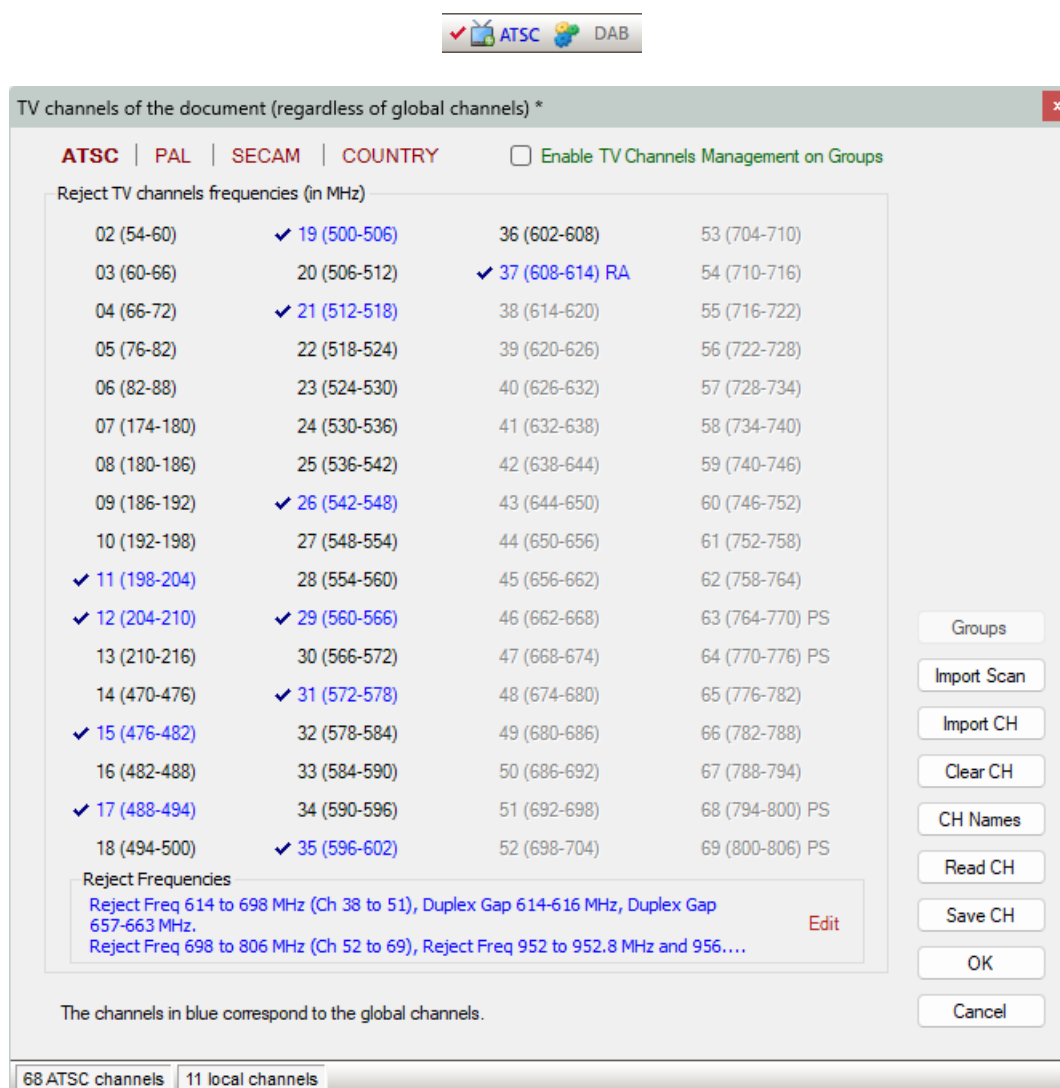 ATSC DAB
TV channels of the document (regardless of global channels) *
x
ATSC | PAL | SECAM | COUNTRY Enable TV Channels Management on Groups
Reject TV channels frequencies (in MHz)
02 (54-60) 19 (500-506) 36 (602-608) 53 (704-710)
03 (60-66) 20 (506-512) 37 (608-614) RA 54 (710-716)
04 (66-72) 21 (512-518) 38 (614-620) 55 (716-722)
05 (76-82) 22 (518-524) 39 (620-626) 56 (722-728)
06 (82-88) 23 (524-530) 40 (626-632) 57 (728-734)
07 (174-180) 24 (530-536) 41 (632-638) 58 (734-740)
08 (180-186) 25 (536-542) 42 (638-644) 59 (740-746)
09 (186-192) 26 (542-548) 43 (644-650) 60 (746-752)
10 (192-198) 27 (548-554) 44 (650-656) 61 (752-758)
11 (198-204) 28 (554-560) 45 (656-662) 62 (758-764)
12 (204-210) 29 (560-566) 46 (662-668) 63 (764-770) PS
13 (210-216) 30 (566-572) 47 (668-674) 64 (770-776) PS
14 (470-476) 31 (572-578) 48 (674-680) 65 (776-782)
15 (476-482) 32 (578-584) 49 (680-686) 66 (782-788)
16 (482-488) 33 (584-590) 50 (686-692) 67 (788-794)
17 (488-494) 34 (590-596) 51 (692-698) 68 (794-800) PS
18 (494-500) 35 (596-602) 52 (698-704) 69 (800-806) PS
Reject Frequencies
Reject Freq 614 to 698 MHz (Ch 38 to 51), Duplex Gap 614-616 MHz, Duplex Gap
657-663 MHz.
Reject Freq 698 to 806 MHz (Ch 52 to 69), Reject Freq 952 to 952.8 MHz and 956....
Edit
Groups
Import Scan
Import CH
Clear CH
CH Names
Read CH
Save CH
OK
Cancel
The channels in blue correspond to the global channels.
68 ATSC channels 11 local channels